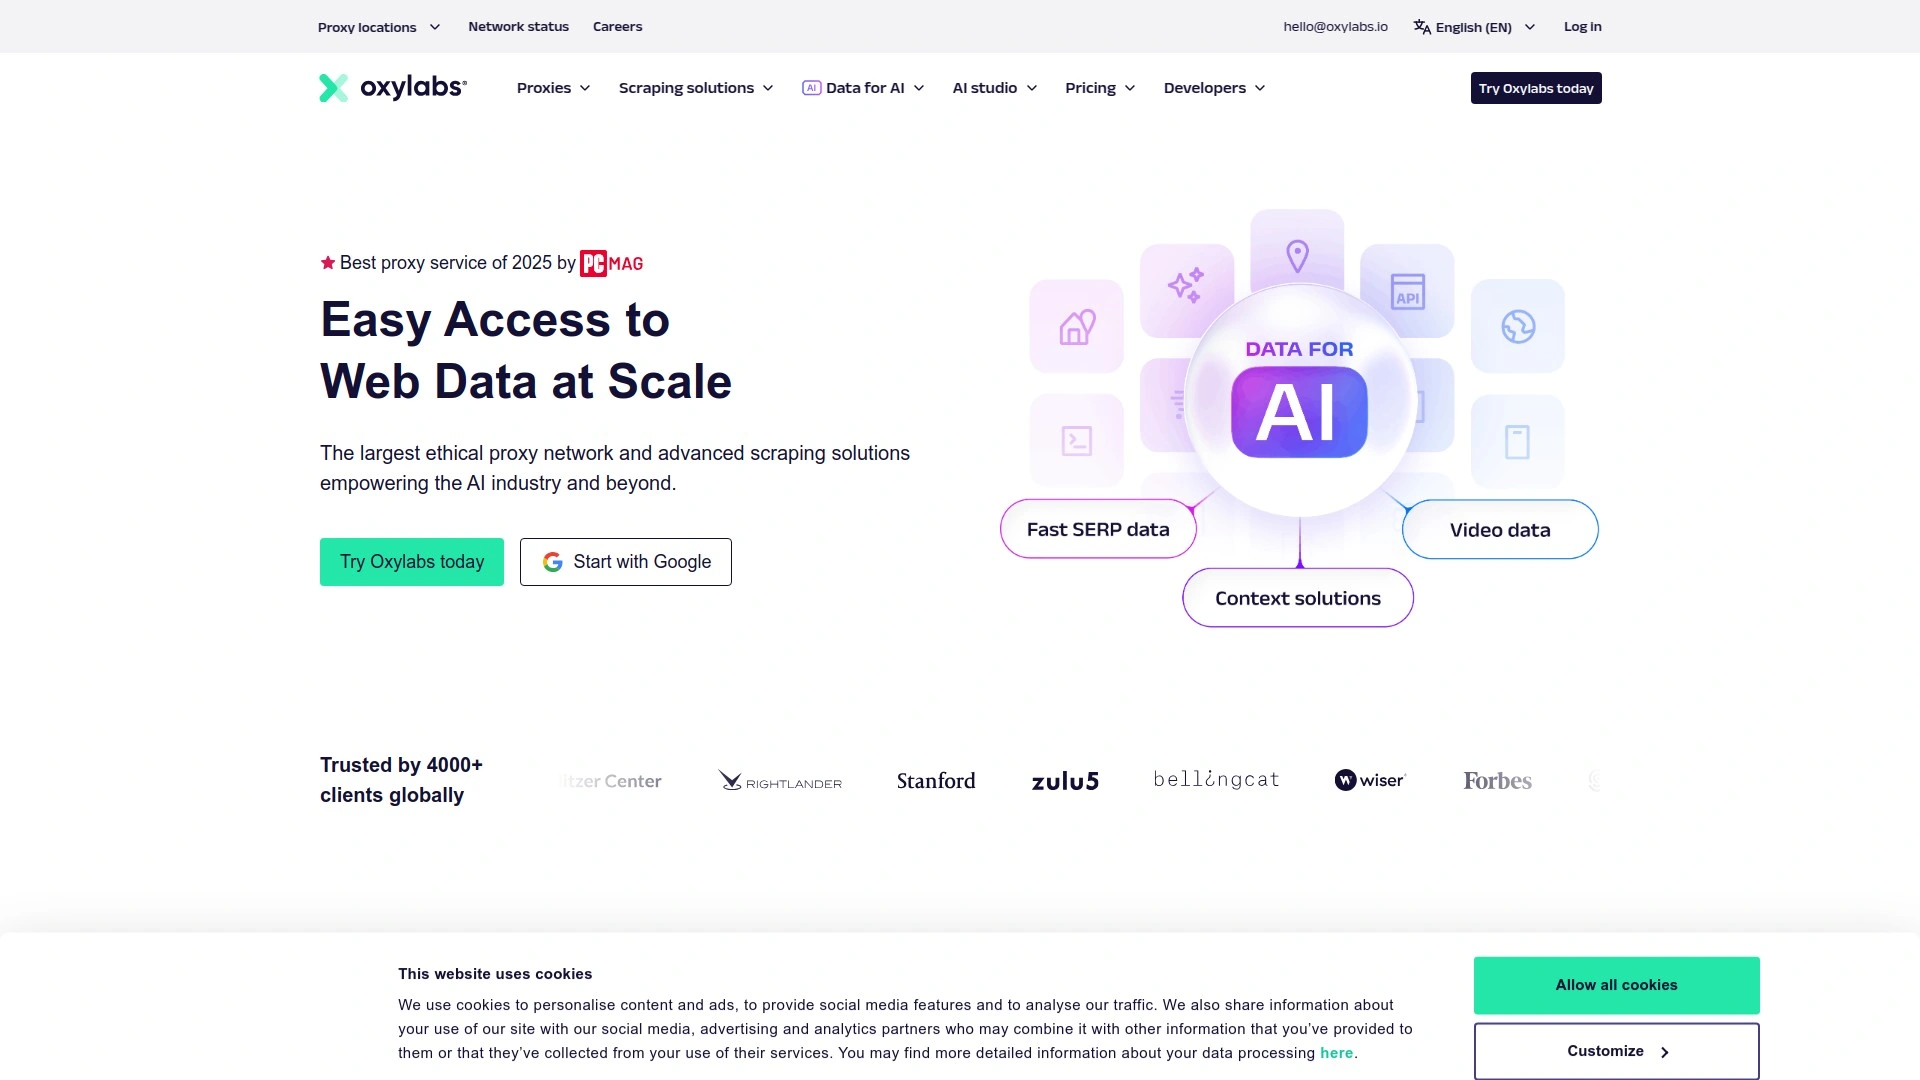 Proxy locations
Network status
Careers
hello@oxylabs.io
English (EN)
Log in
oxylabs®
Proxies
Scraping solutions
AI Data for AI
AI studio
Pricing
Developers
Try Oxylabs today
Best proxy service of 2025 by PC MAG
Easy Access to
Web Data at Scale
The largest ethical proxy network and advanced scraping solutions
empowering the AI industry and beyond.
Try Oxylabs today
Start with Google
API
DATA FOR
AI
Fast SERP data
Video data
Context solutions
Trusted by 4000+
clients globally
Center
RIGHTLANDER
Stanford
zulu5
bellingcat
wiser
Forbes
This website uses cookies
We use cookies to personalise content and ads, to provide social media features and to analyse our traffic. We also share information about
your use of our site with our social media, advertising and analytics partners who may combine it with other information that you’ve provided to
them or that they’ve collected from your use of their services. You may find more detailed information about your data processing here.
Allow all cookies
Customize